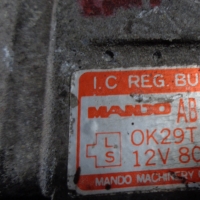 I.C REG. BU
MANDO AB
OK29T
L S 12V 80
MANDO MACHINERY